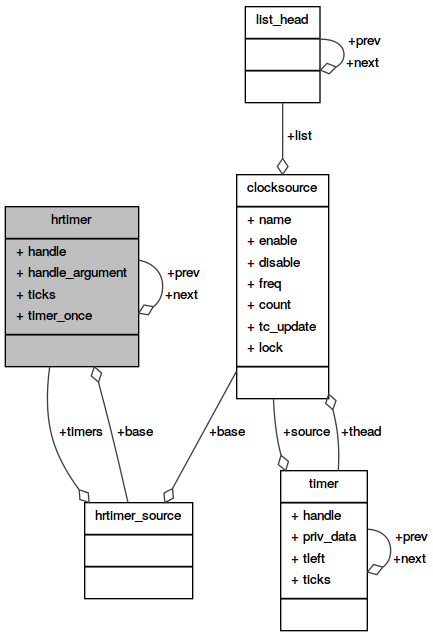 list_head
+prev
+next
+list
clocksource
+ name
+ enable
+ disable
+ freq
+ count
+ tc_update
+ lock
hrtimer
+ handle
+ handle_argument
+ ticks
+ timer_once
+prev
+next
+timers
+base
+base
+source
+thead
hrtimer_source
timer
+ handle
+ priv_data
+ tleft
+ ticks
+prev
+next